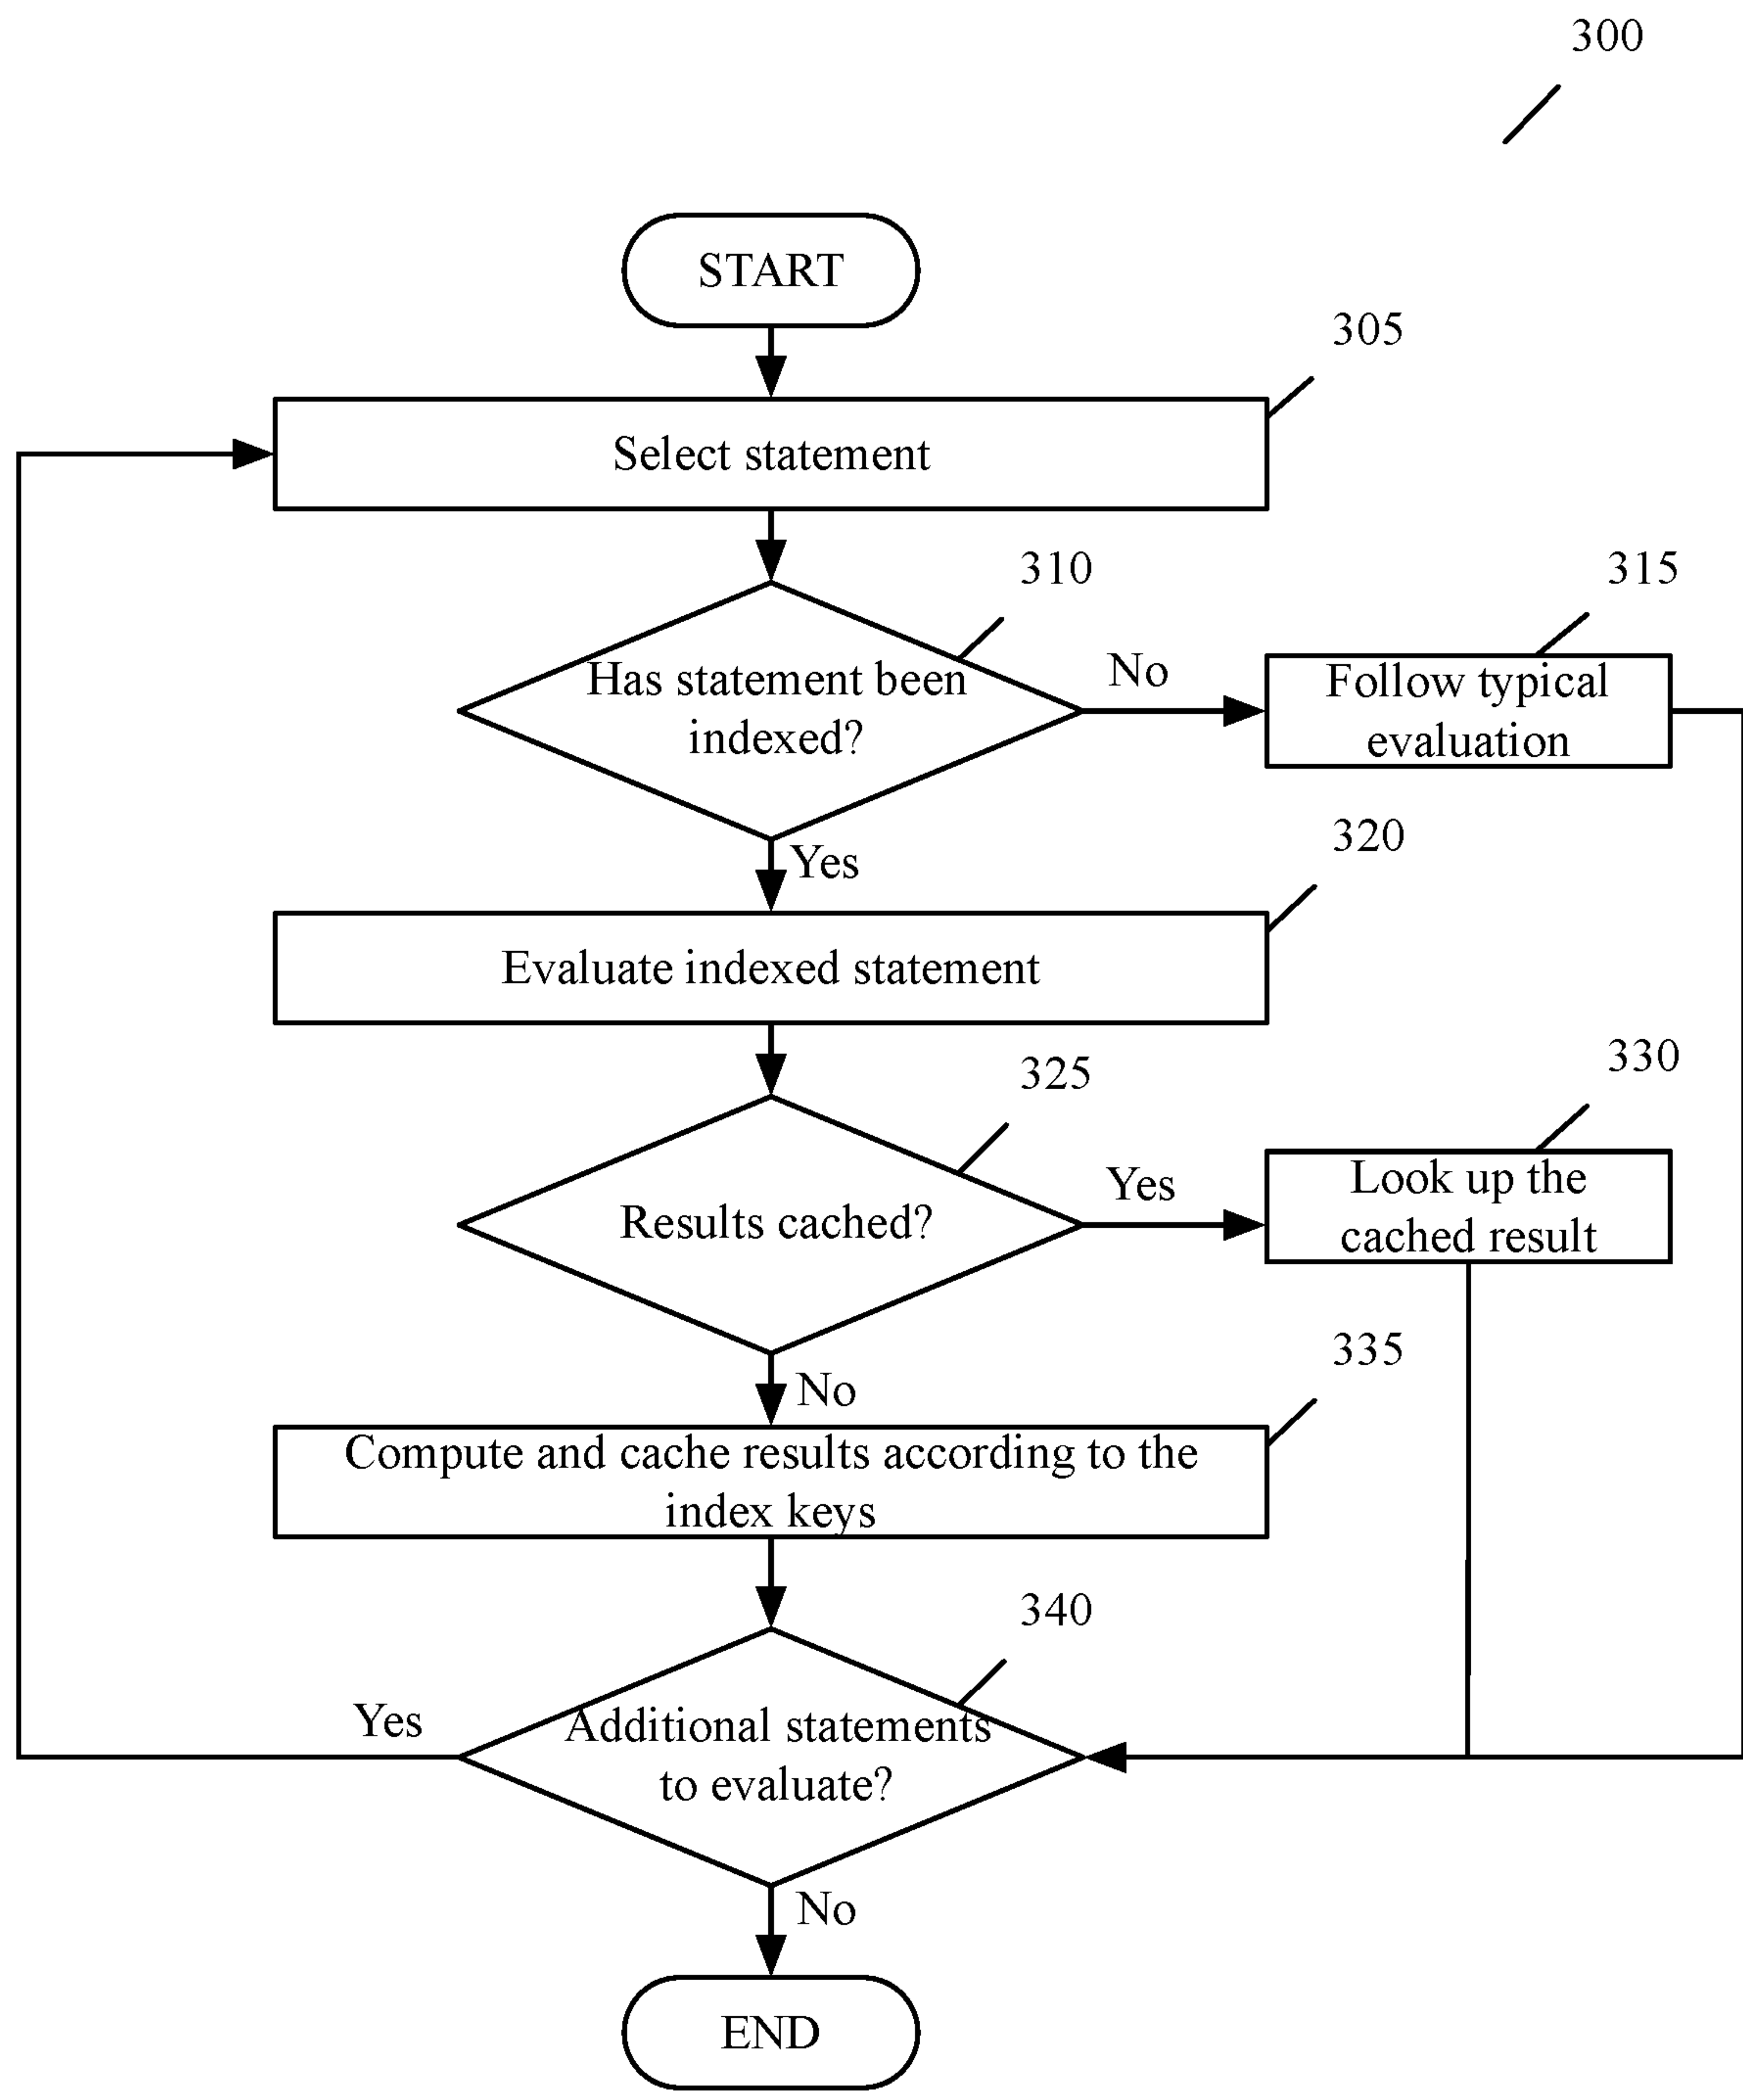 300
START
305
Select statement
310
315
Has statement been
indexed?
No
Follow typical
evaluation
Yes
320
Evaluate indexed statement
325
330
Results cached?
Yes
Look up the
cached result
No
335
Compute and cache results according to the
index keys
340
Yes
Additional statements
to evaluate?
No
END